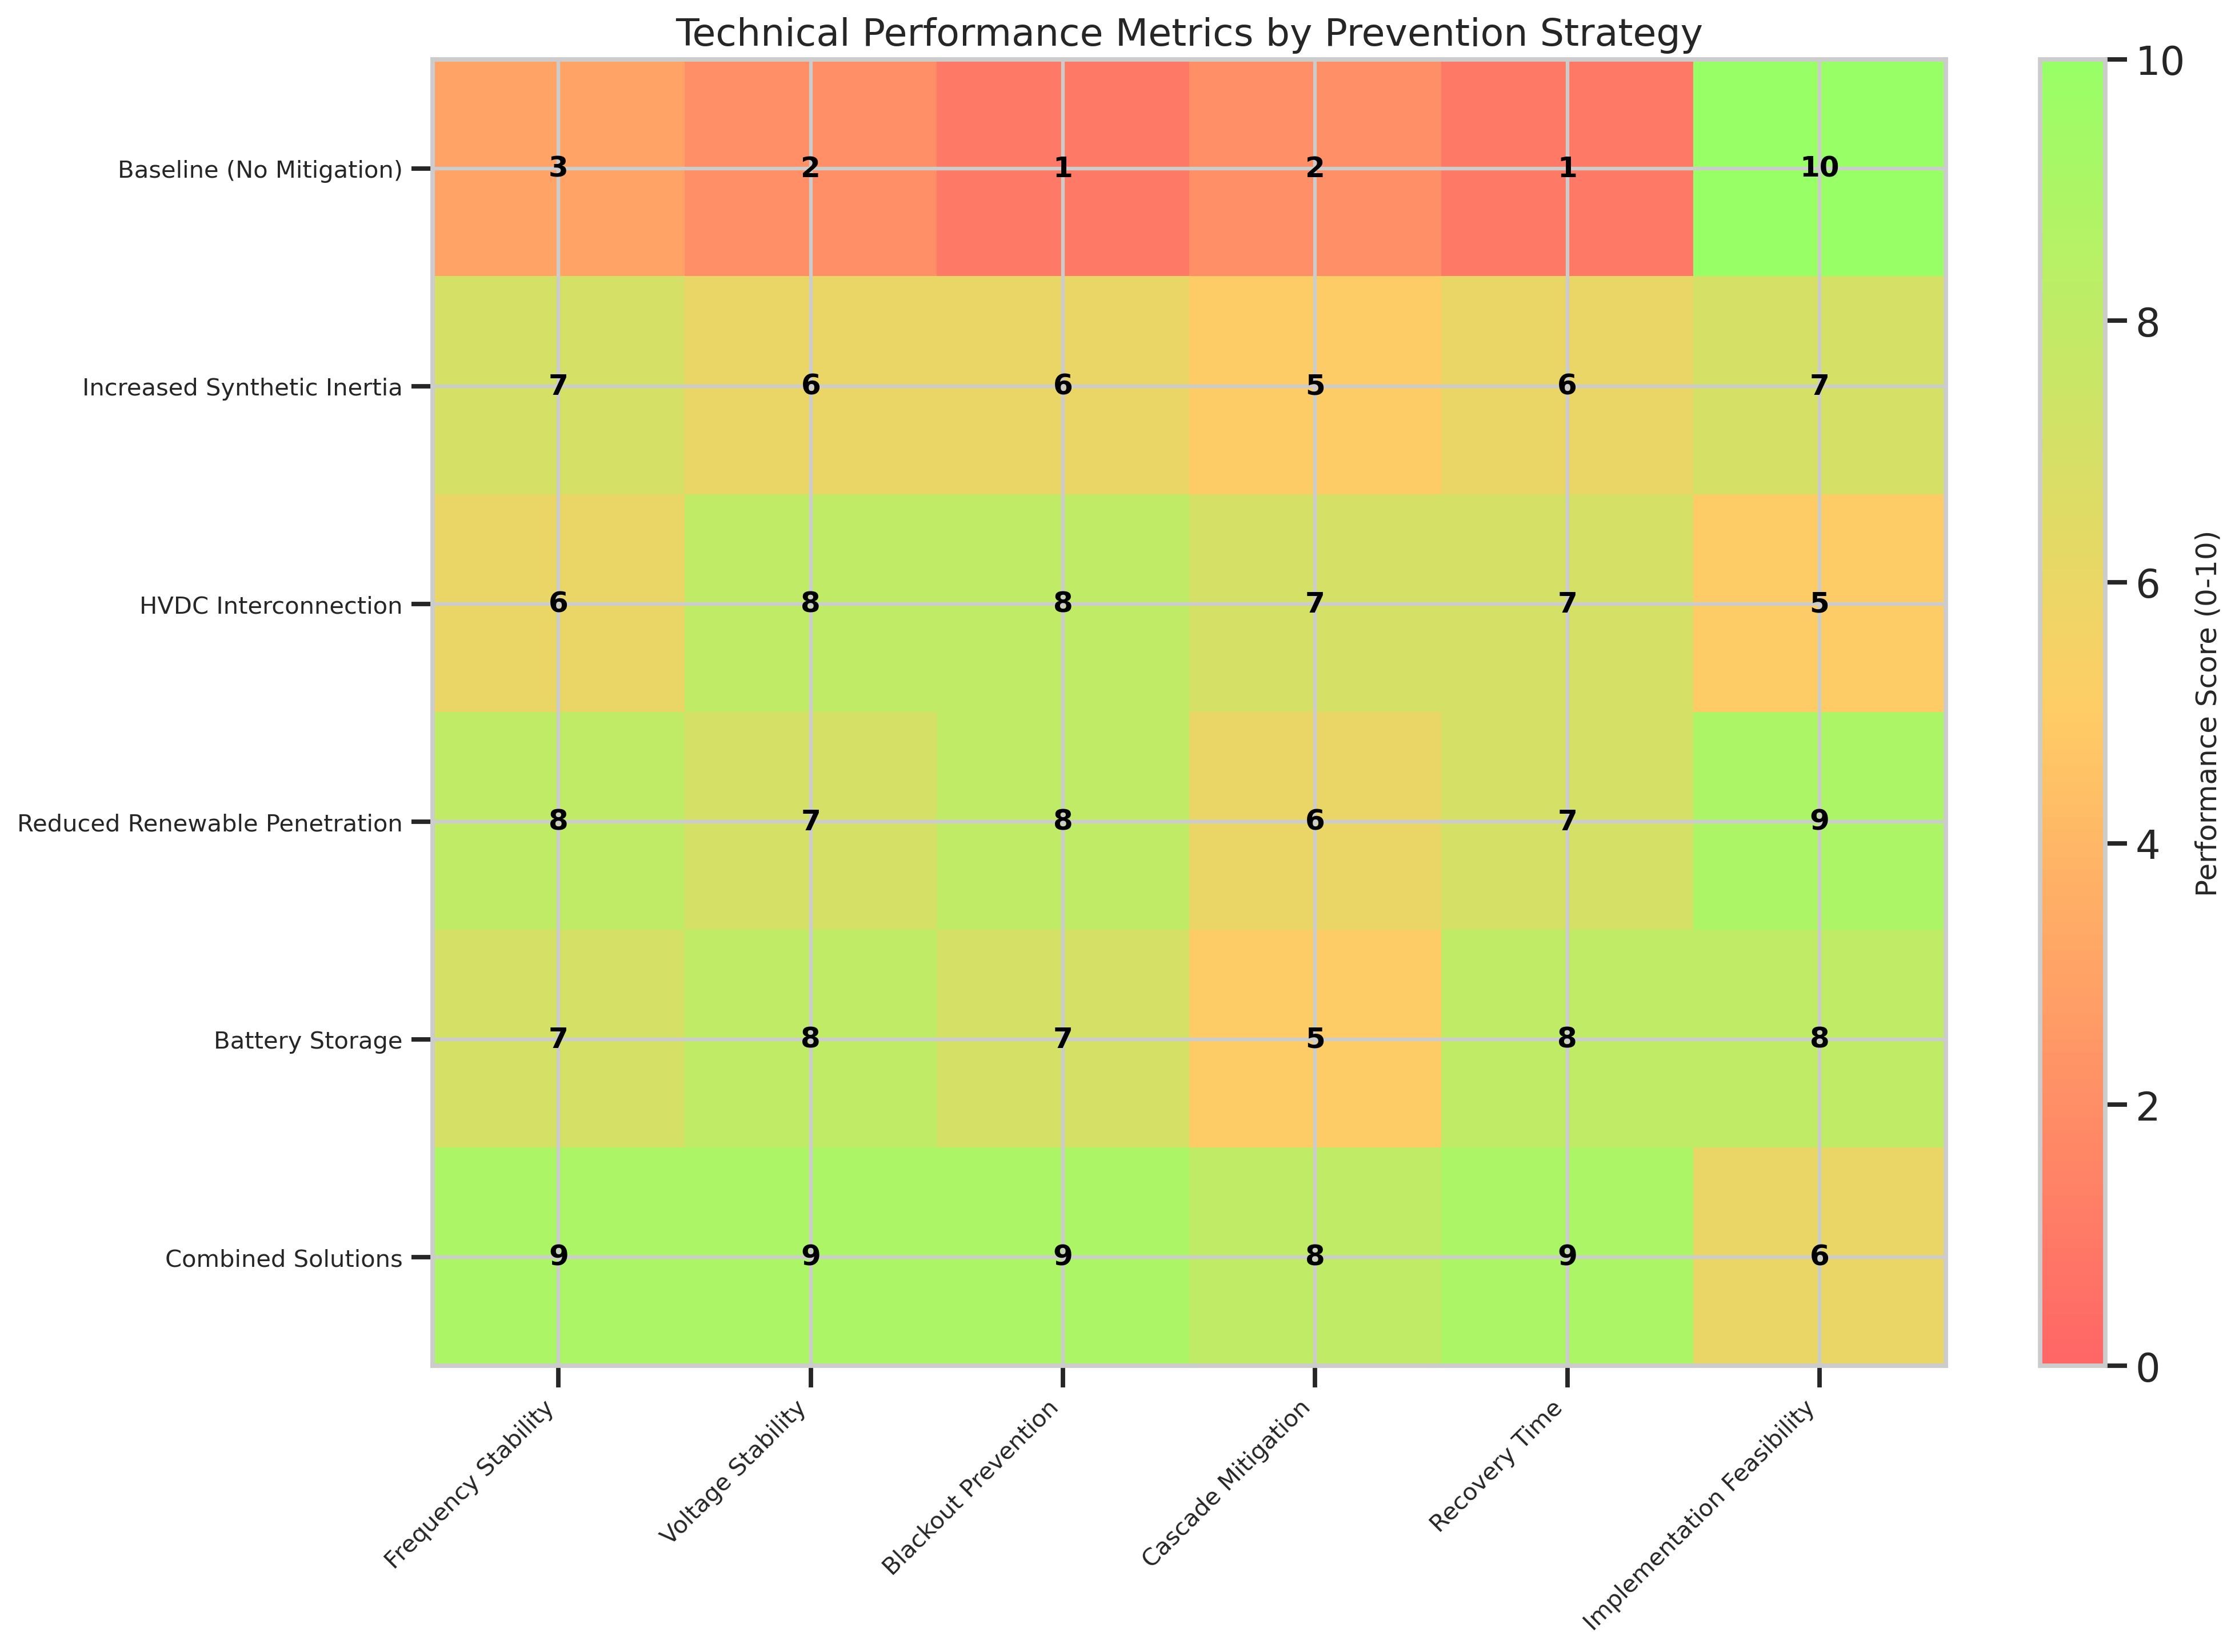 Technical Performance Metrics by Prevention Strategy
Baseline (No Mitigation) 3 2 1 2 1 10
Increased Synthetic Inertia 7 6 6 5 6 7
HVDC Interconnection 6 8 8 7 7 5
Reduced Renewable Penetration 8 7 8 6 7 9
Battery Storage 7 8 7 5 8 8
Combined Solutions 9 9 9 8 9 6
Frequency Stability
Voltage Stability
Blackout Prevention
Cascade Mitigation
Recovery Time
Implementation Feasibility
10
8
6
4
2
0
Performance Score (0-10)